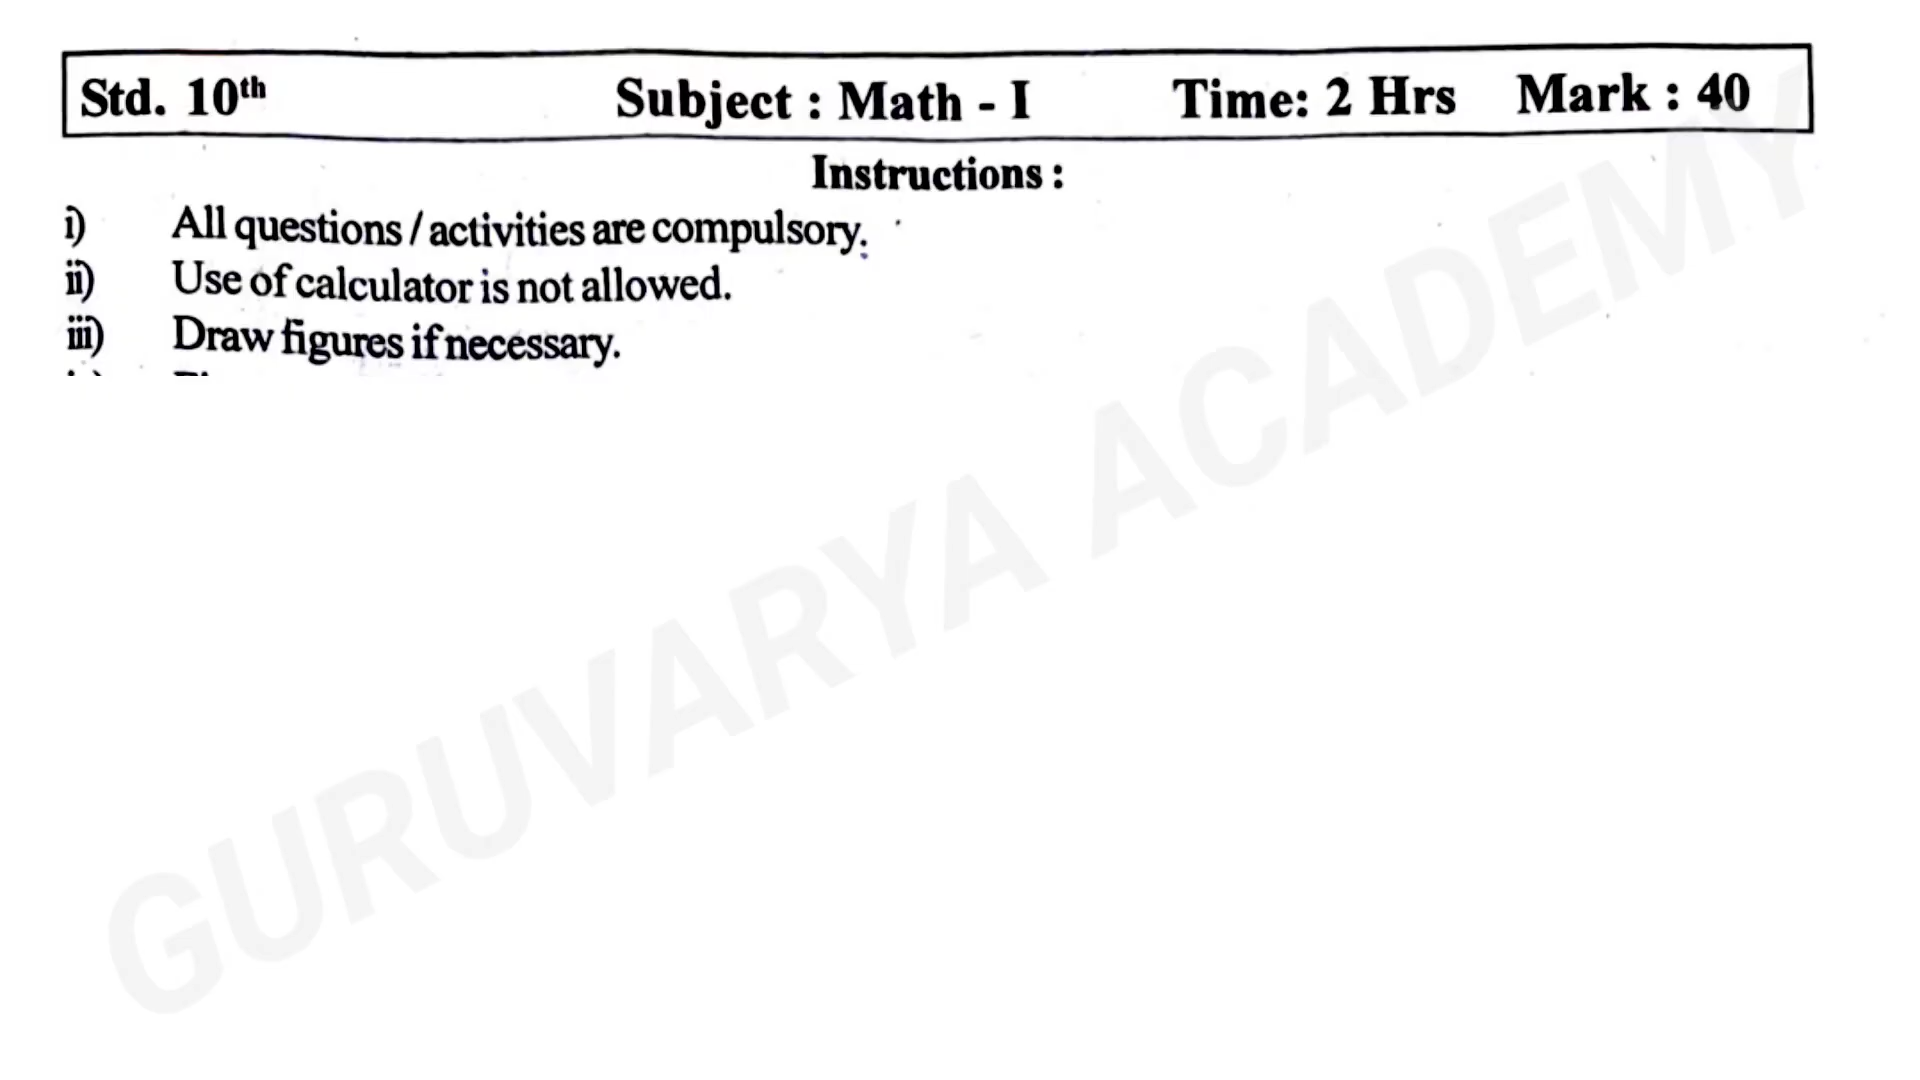 Std. 10th Subject : Math - I Time: 2 Hrs Mark : 40
Instructions :
i) All questions / activities are compulsory.
ii) Use of calculator is not allowed.
iii) Draw figures if necessary.
GURUVARYA ACADEMY